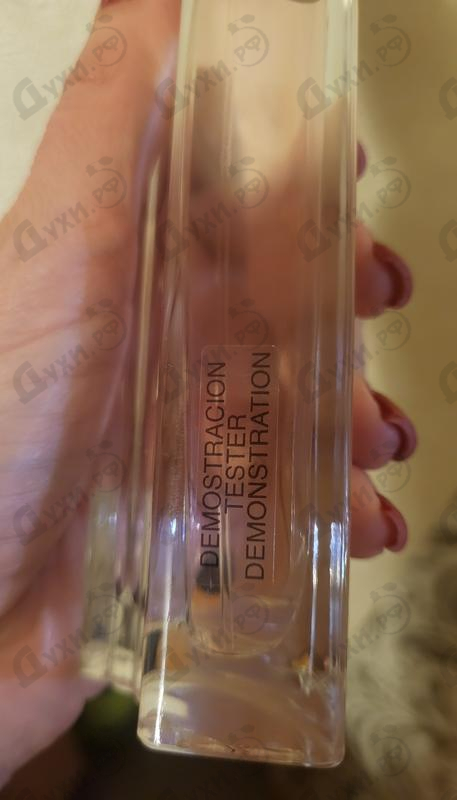 DEMOSTRACION
TESTER
DEMONSTRATION
Духи.РФ